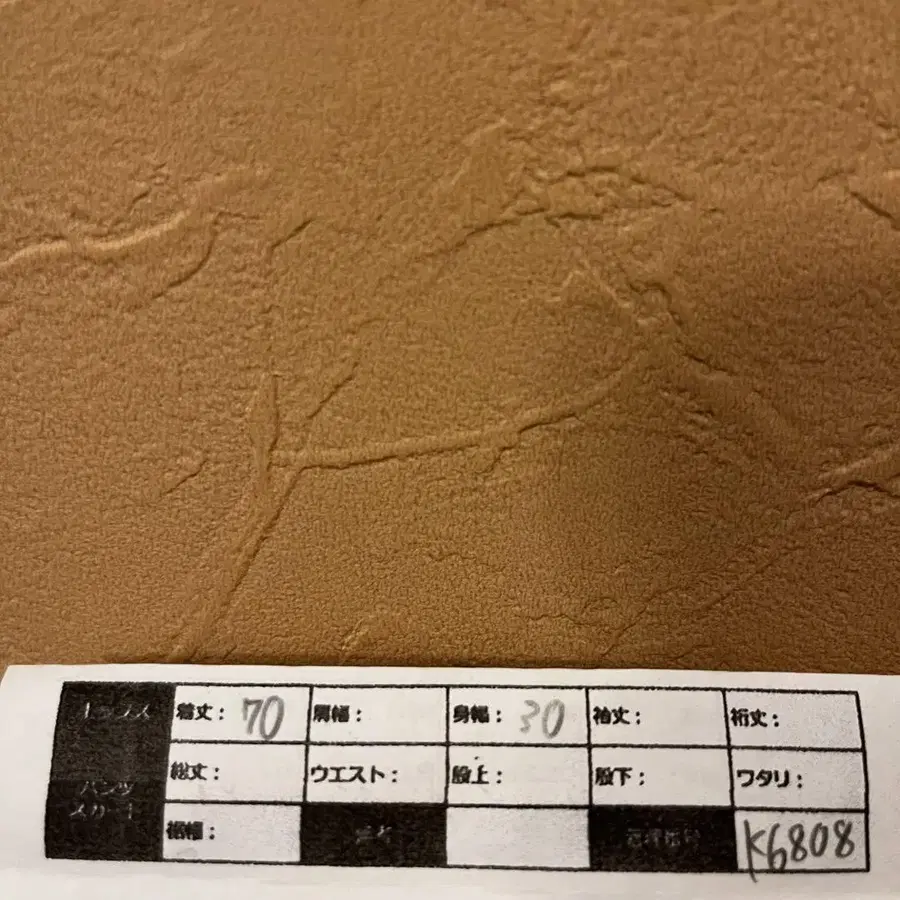 トップス 着丈: 70 肩幅: 身幅: 30 袖丈: 裄丈:
パンツ 総丈: ウエスト: 股上: 股下: ワタリ:
裾幅: K6808